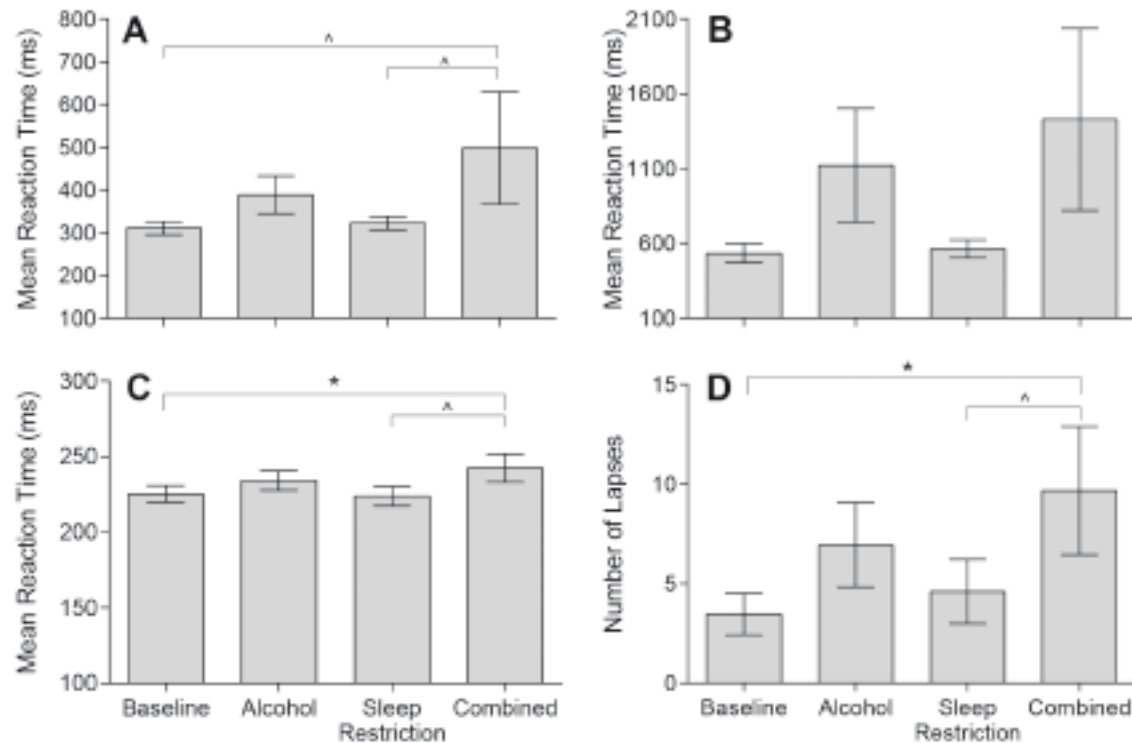 A
Mean Reaction Time (ms)
800
700
600
500
400
300
200
100
^
^
B
Mean Reaction Time (ms)
2100
1600
1100
600
100
C
Mean Reaction Time (ms)
300
250
200
150
100
*
^
Baseline Alcohol Sleep Combined
Restriction
D
Number of Lapses
15
10
5
0
*
^
Baseline Alcohol Sleep Combined
Restriction